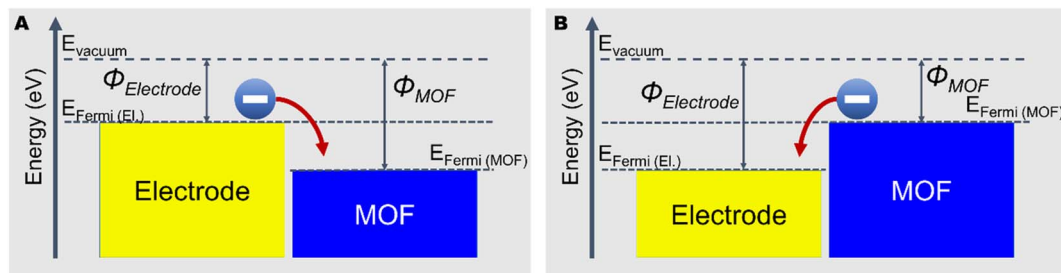 A
Energy (eV)
E_vacuum
Φ_Electrode
Φ_MOF
E_Fermi (El.)
E_Fermi (MOF)
Electrode
MOF
B
Energy (eV)
E_vacuum
Φ_Electrode
Φ_MOF
E_Fermi (MOF)
E_Fermi (El.)
Electrode
MOF